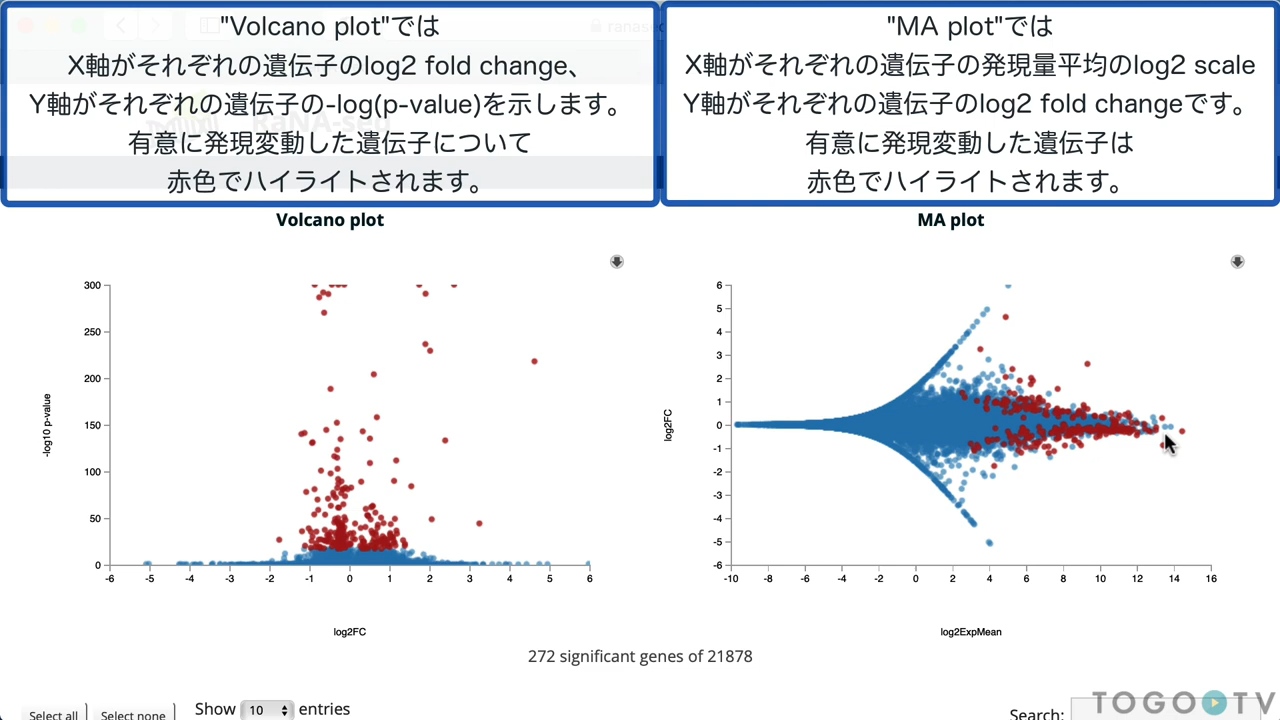 "Volcano plot"では
X軸がそれぞれの遺伝子のlog2 fold change、
Y軸がそれぞれの遺伝子の-log(p-value)を示します。
有意に発現変動した遺伝子について
赤色でハイライトされます。
"MA plot"では
X軸がそれぞれの遺伝子の発現量平均のlog2 scale
Y軸がそれぞれの遺伝子のlog2 fold changeです。
有意に発現変動した遺伝子は
赤色でハイライトされます。
RaNA-seq
ranaseq
Volcano plot
300
250
200
150
100
50
0
-log10 p-value
-6 -5 -4 -3 -2 -1 0 1 2 3 4 5 6
log2FC
MA plot
6
5
4
3
2
1
0
-1
-2
-3
-4
-5
-6
log2FC
-10 -8 -6 -4 -2 0 2 4 6 8 10 12 14 16
log2ExpMean
272 significant genes of 21878
Select all
Select none
Show 10 entries
Search:
TOGO TV